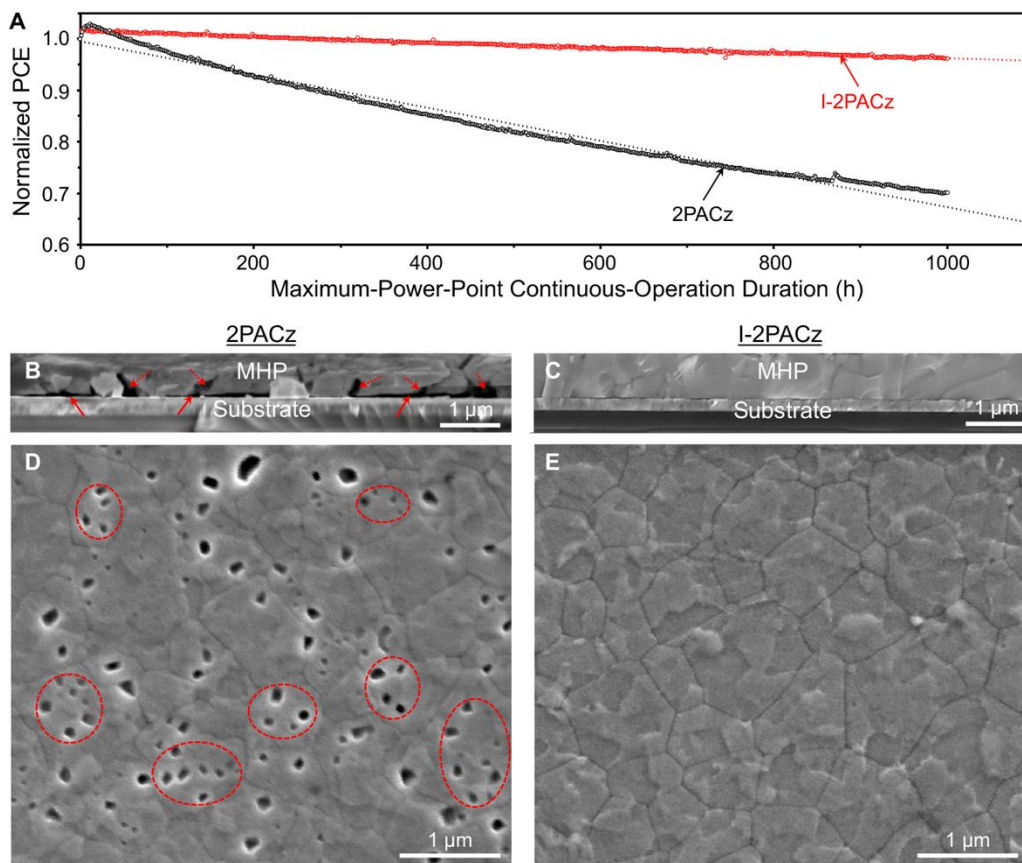 A
Normalized PCE
1.0
0.9
0.8
0.7
0.6
I-2PACz
2PACz
0 200 400 600 800 1000
Maximum-Power-Point Continuous-Operation Duration (h)
2PACz
I-2PACz
B
MHP
Substrate
1 µm
C
MHP
Substrate
1 µm
D
1 µm
E
1 µm